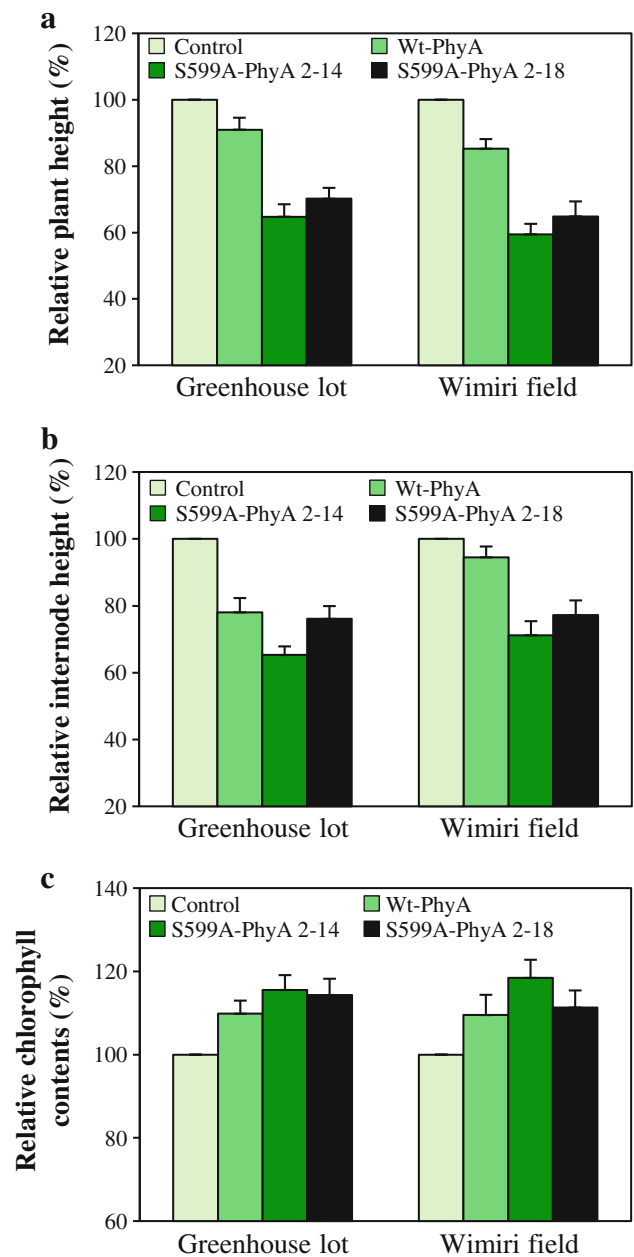 a
Relative plant height (%)
120
100
80
60
40
20
Control
Wt-PhyA
S599A-PhyA 2-14
S599A-PhyA 2-18
Greenhouse lot
Wimiri field
b
Relative internode height (%)
120
100
80
60
40
20
Control
Wt-PhyA
S599A-PhyA 2-14
S599A-PhyA 2-18
Greenhouse lot
Wimiri field
c
Relative chlorophyll
contents (%)
140
120
100
80
60
Control
Wt-PhyA
S599A-PhyA 2-14
S599A-PhyA 2-18
Greenhouse lot
Wimiri field